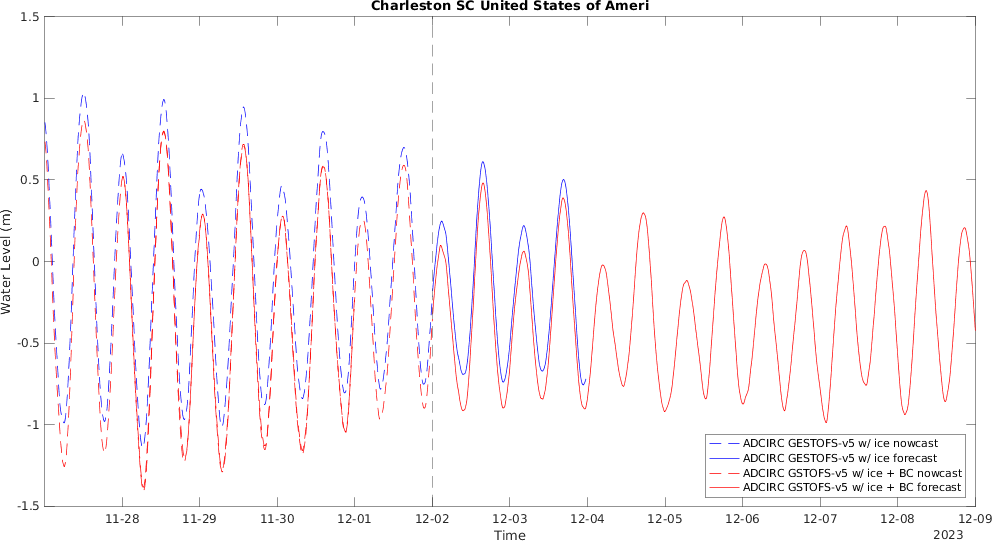 Charleston SC United States of Ameri
1.5
1
0.5
0
-0.5
-1
-1.5
Water Level (m)
ADCIRC GESTOFS-v5 w/ ice nowcast
ADCIRC GESTOFS-v5 w/ ice forecast
ADCIRC GSTOFS-v5 w/ ice + BC nowcast
ADCIRC GSTOFS-v5 w/ ice + BC forecast
11-28 11-29 11-30 12-01 12-02 12-03 12-04 12-05 12-06 12-07 12-08 12-09
Time
2023